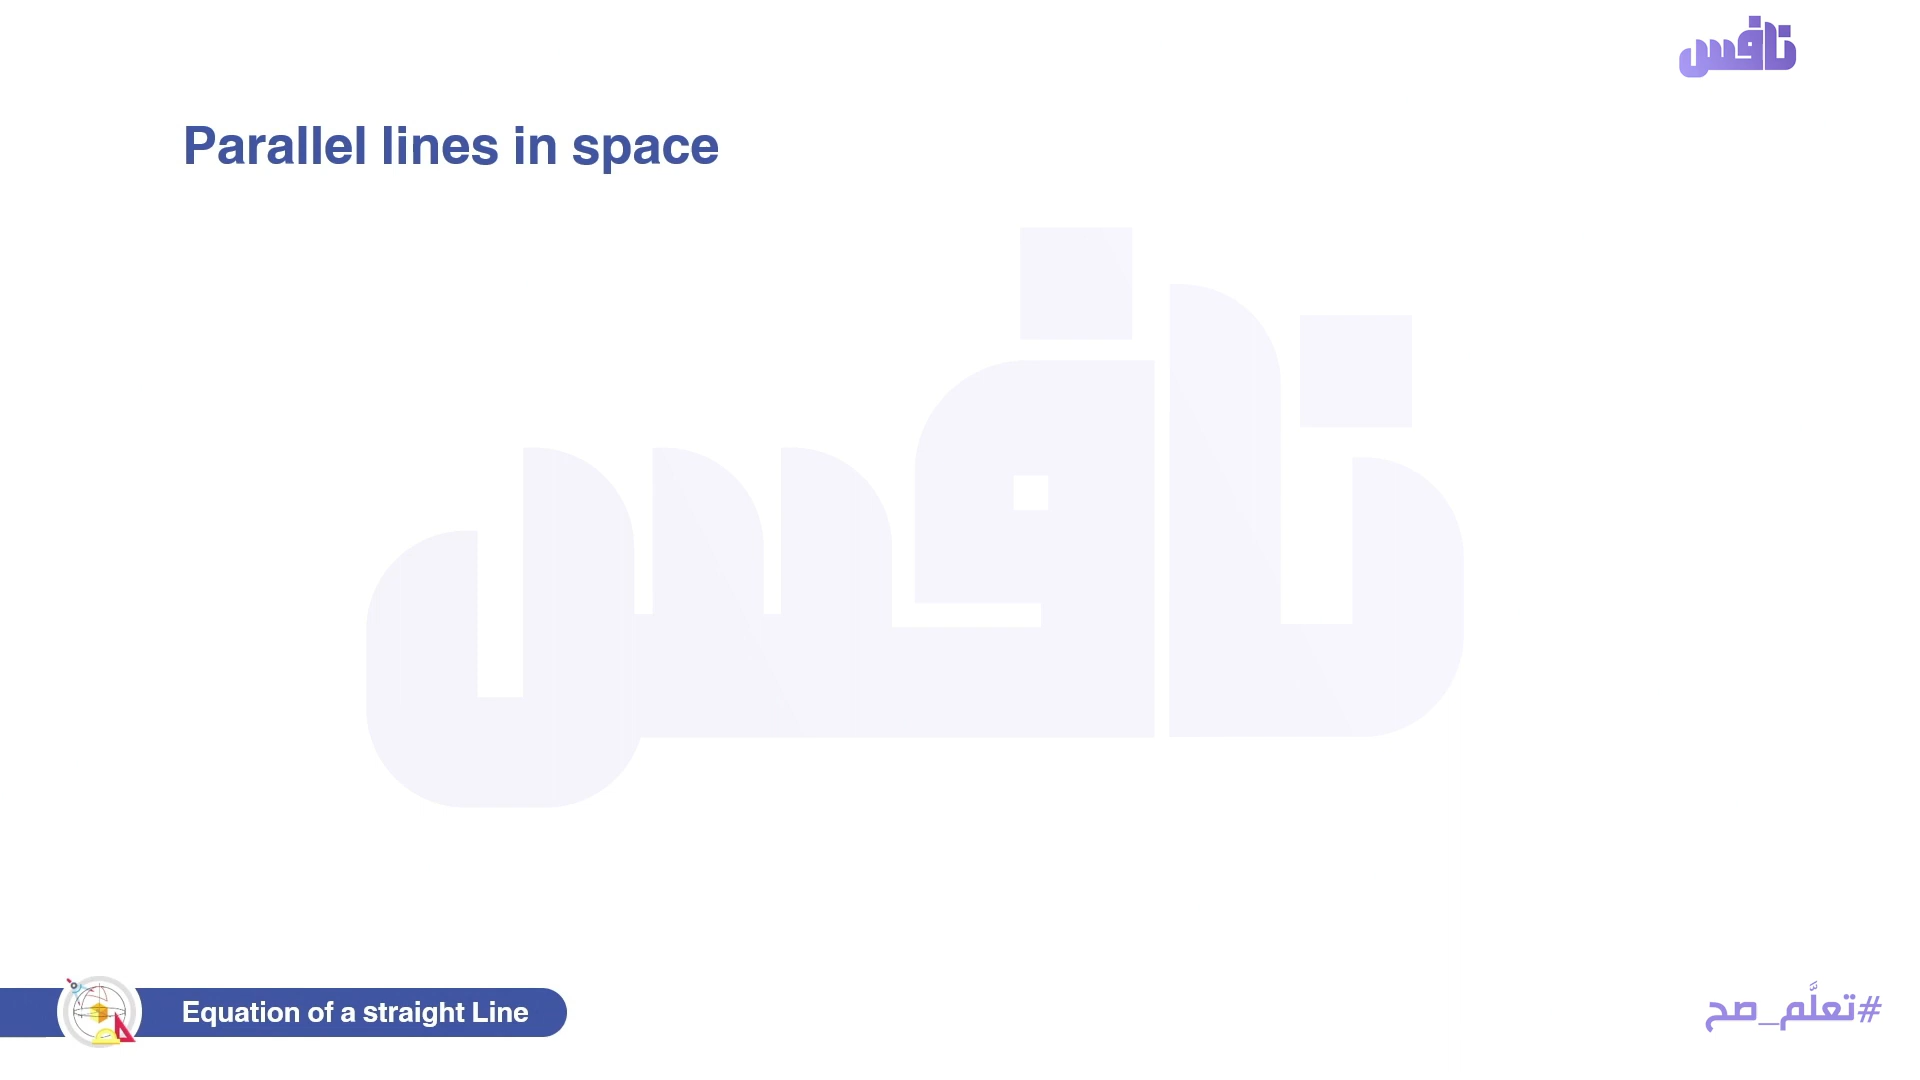 نافس
Parallel lines in space
نافس
Equation of a straight Line
#تعلَّم_صح